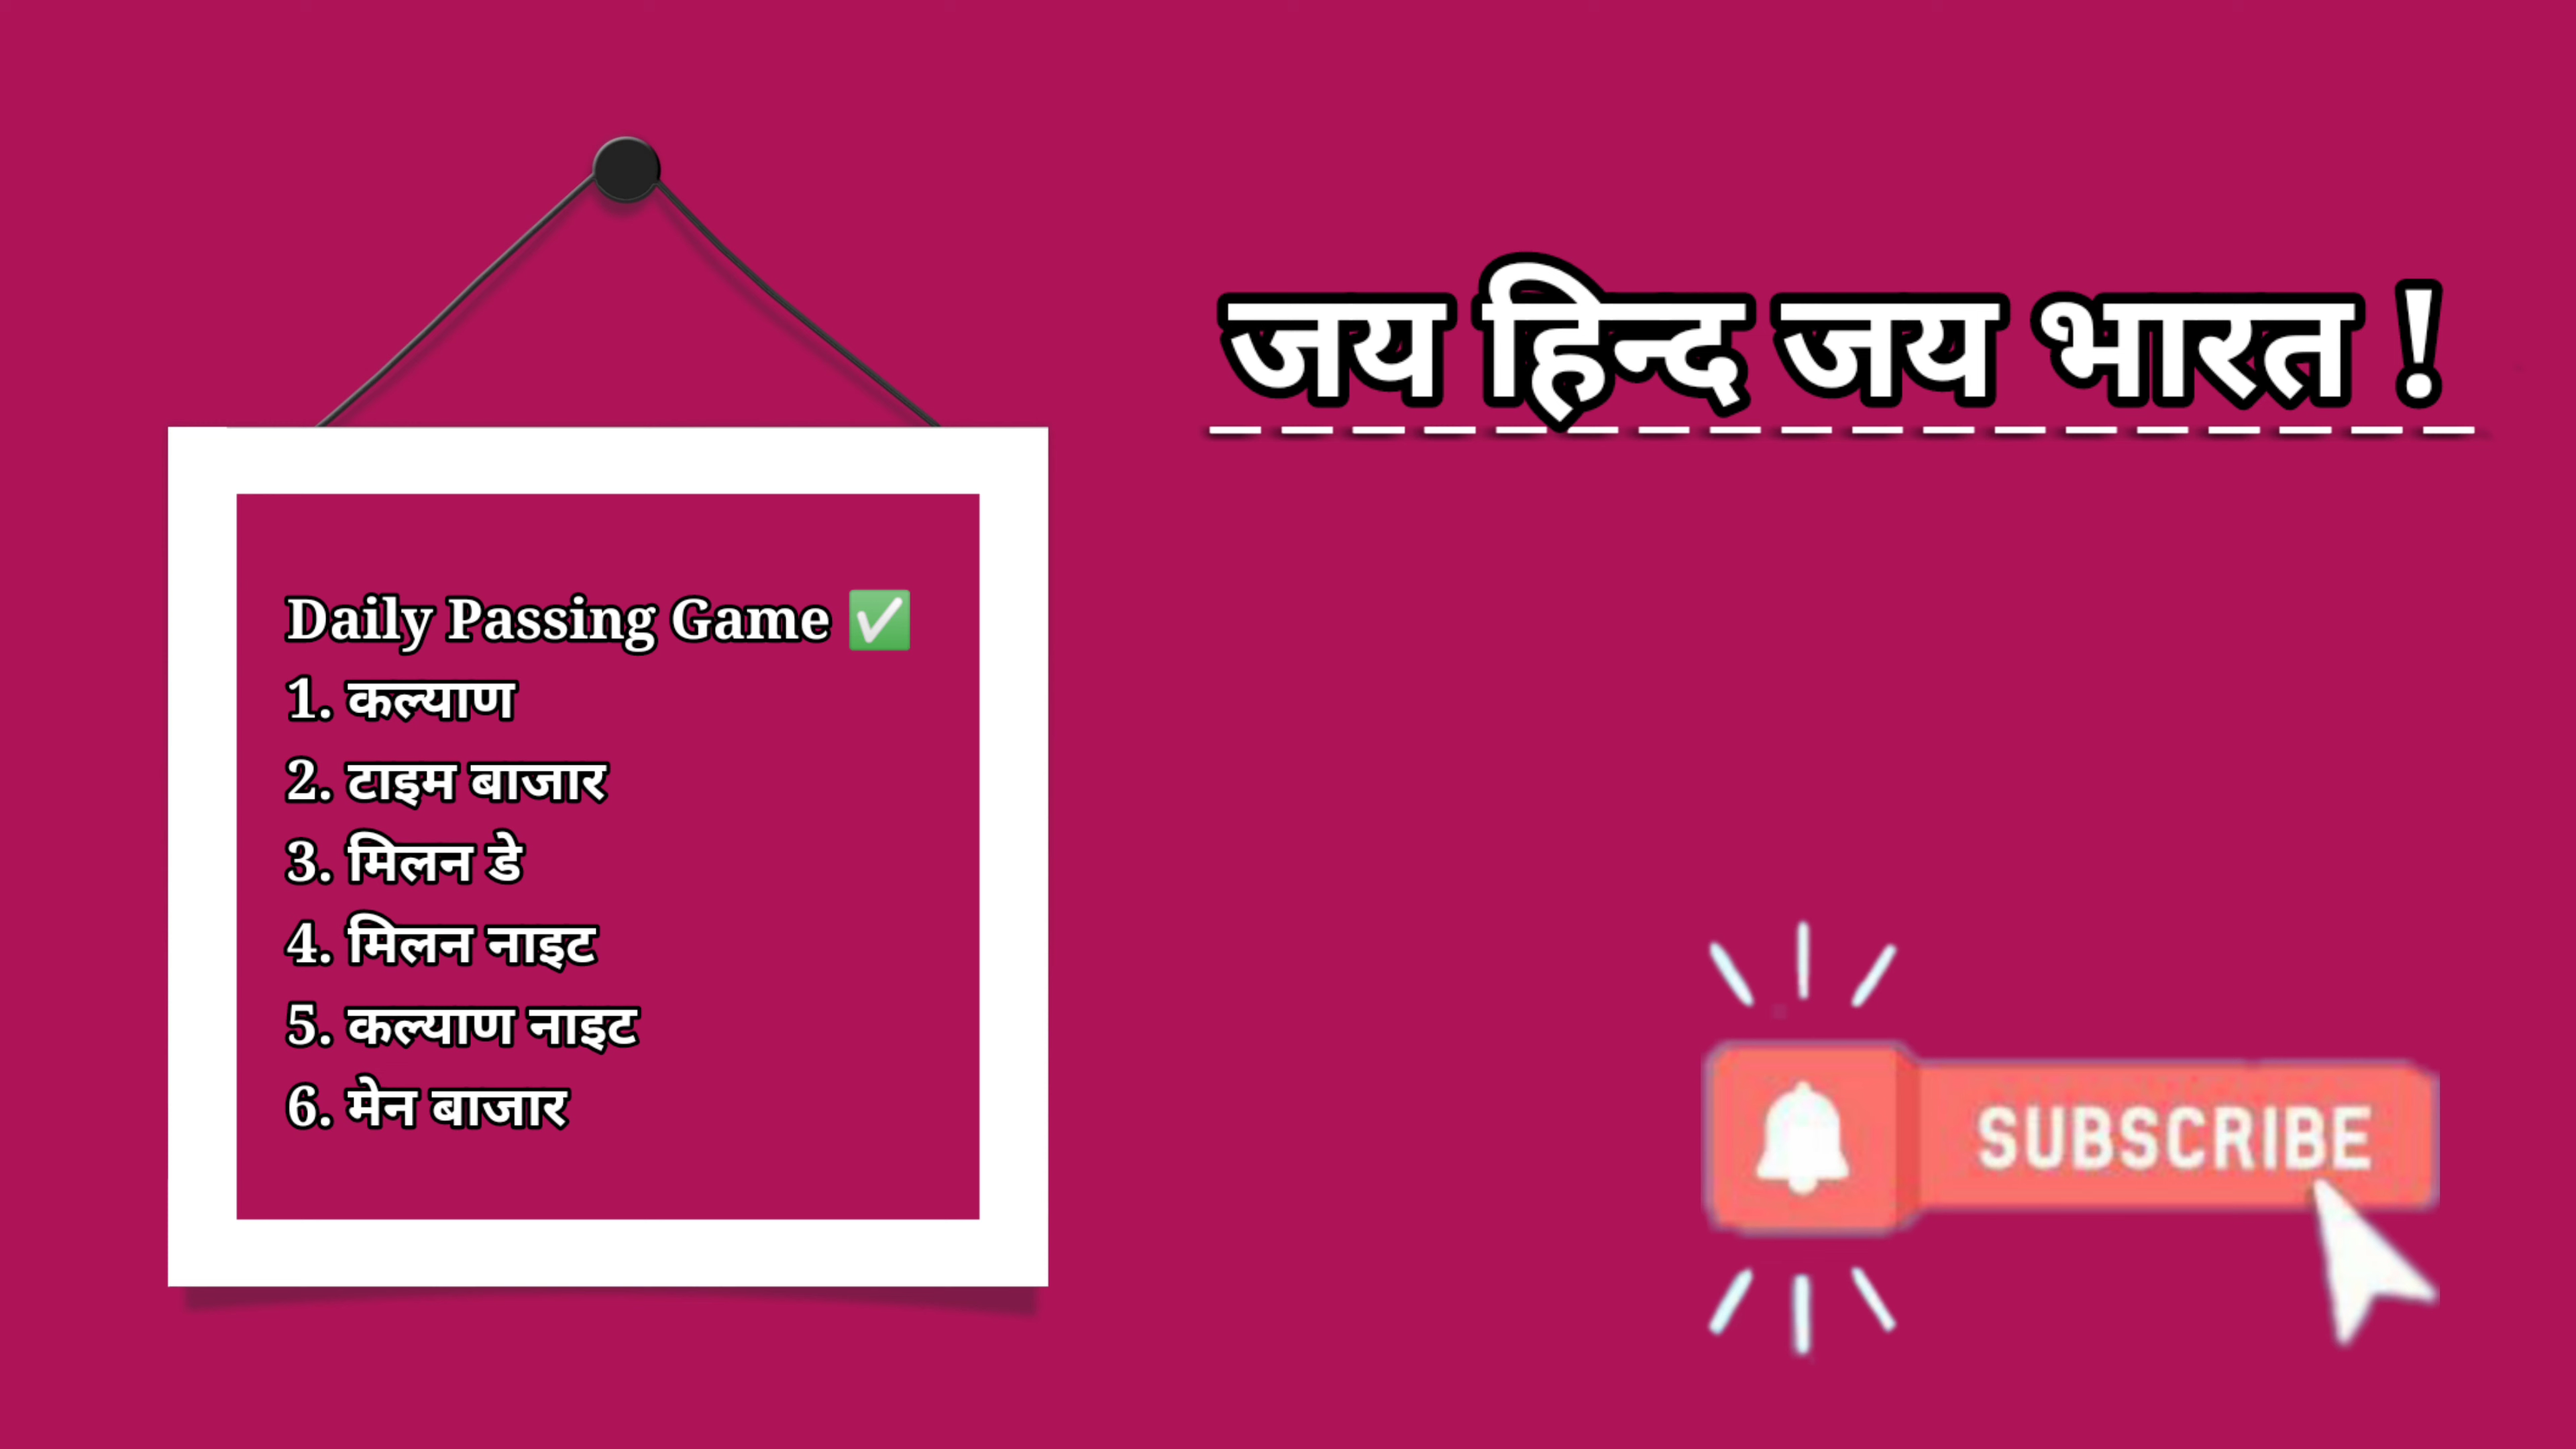 जय हिन्द जय भारत !
Daily Passing Game ✅
1. कल्याण
2. टाइम बाजार
3. मिलन डे
4. मिलन नाइट
5. कल्याण नाइट
6. मेन बाजार
SUBSCRIBE